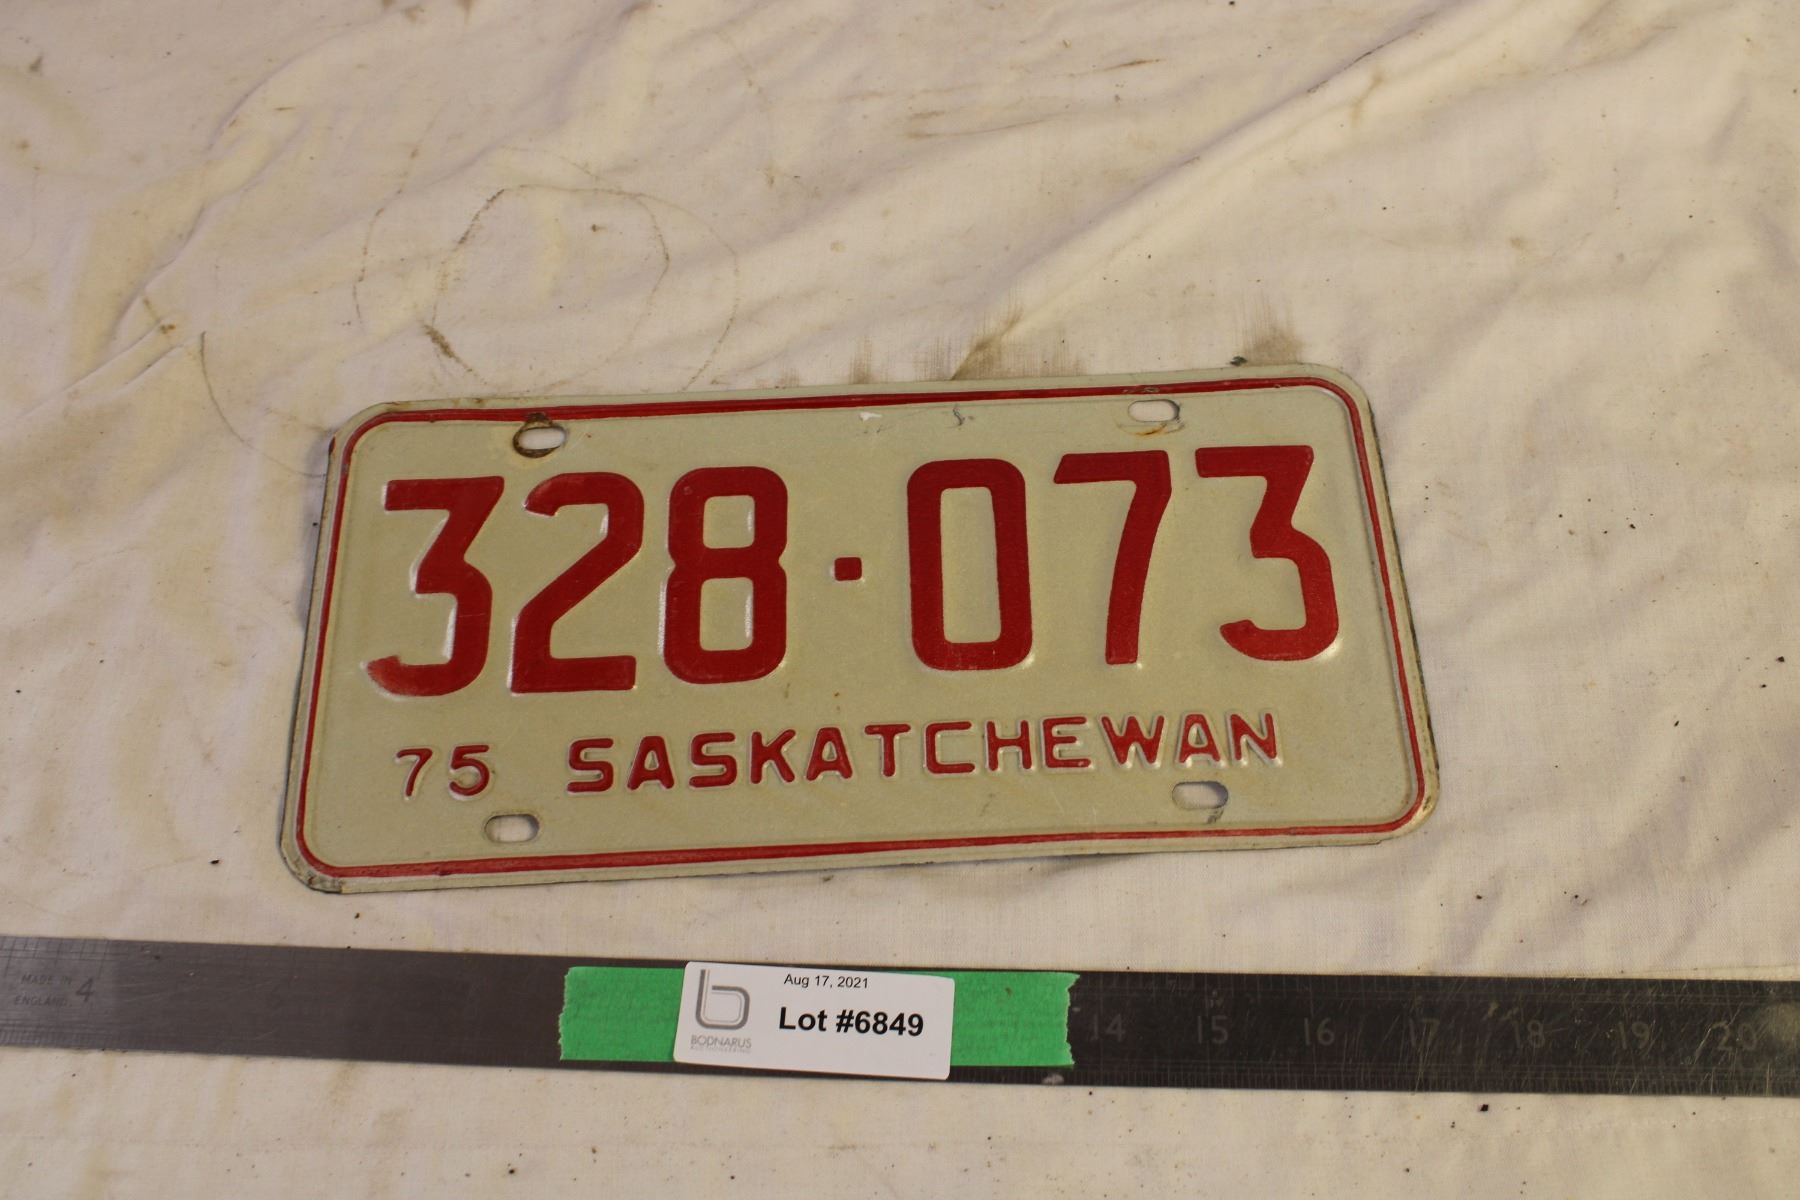 328·073
75 SASKATCHEWAN
MADE IN
ENGLAND. 4
Aug 17, 2021
Lot #6849
BODNARUS
AUCTIONEERING
14 15 16 17 18 19 20